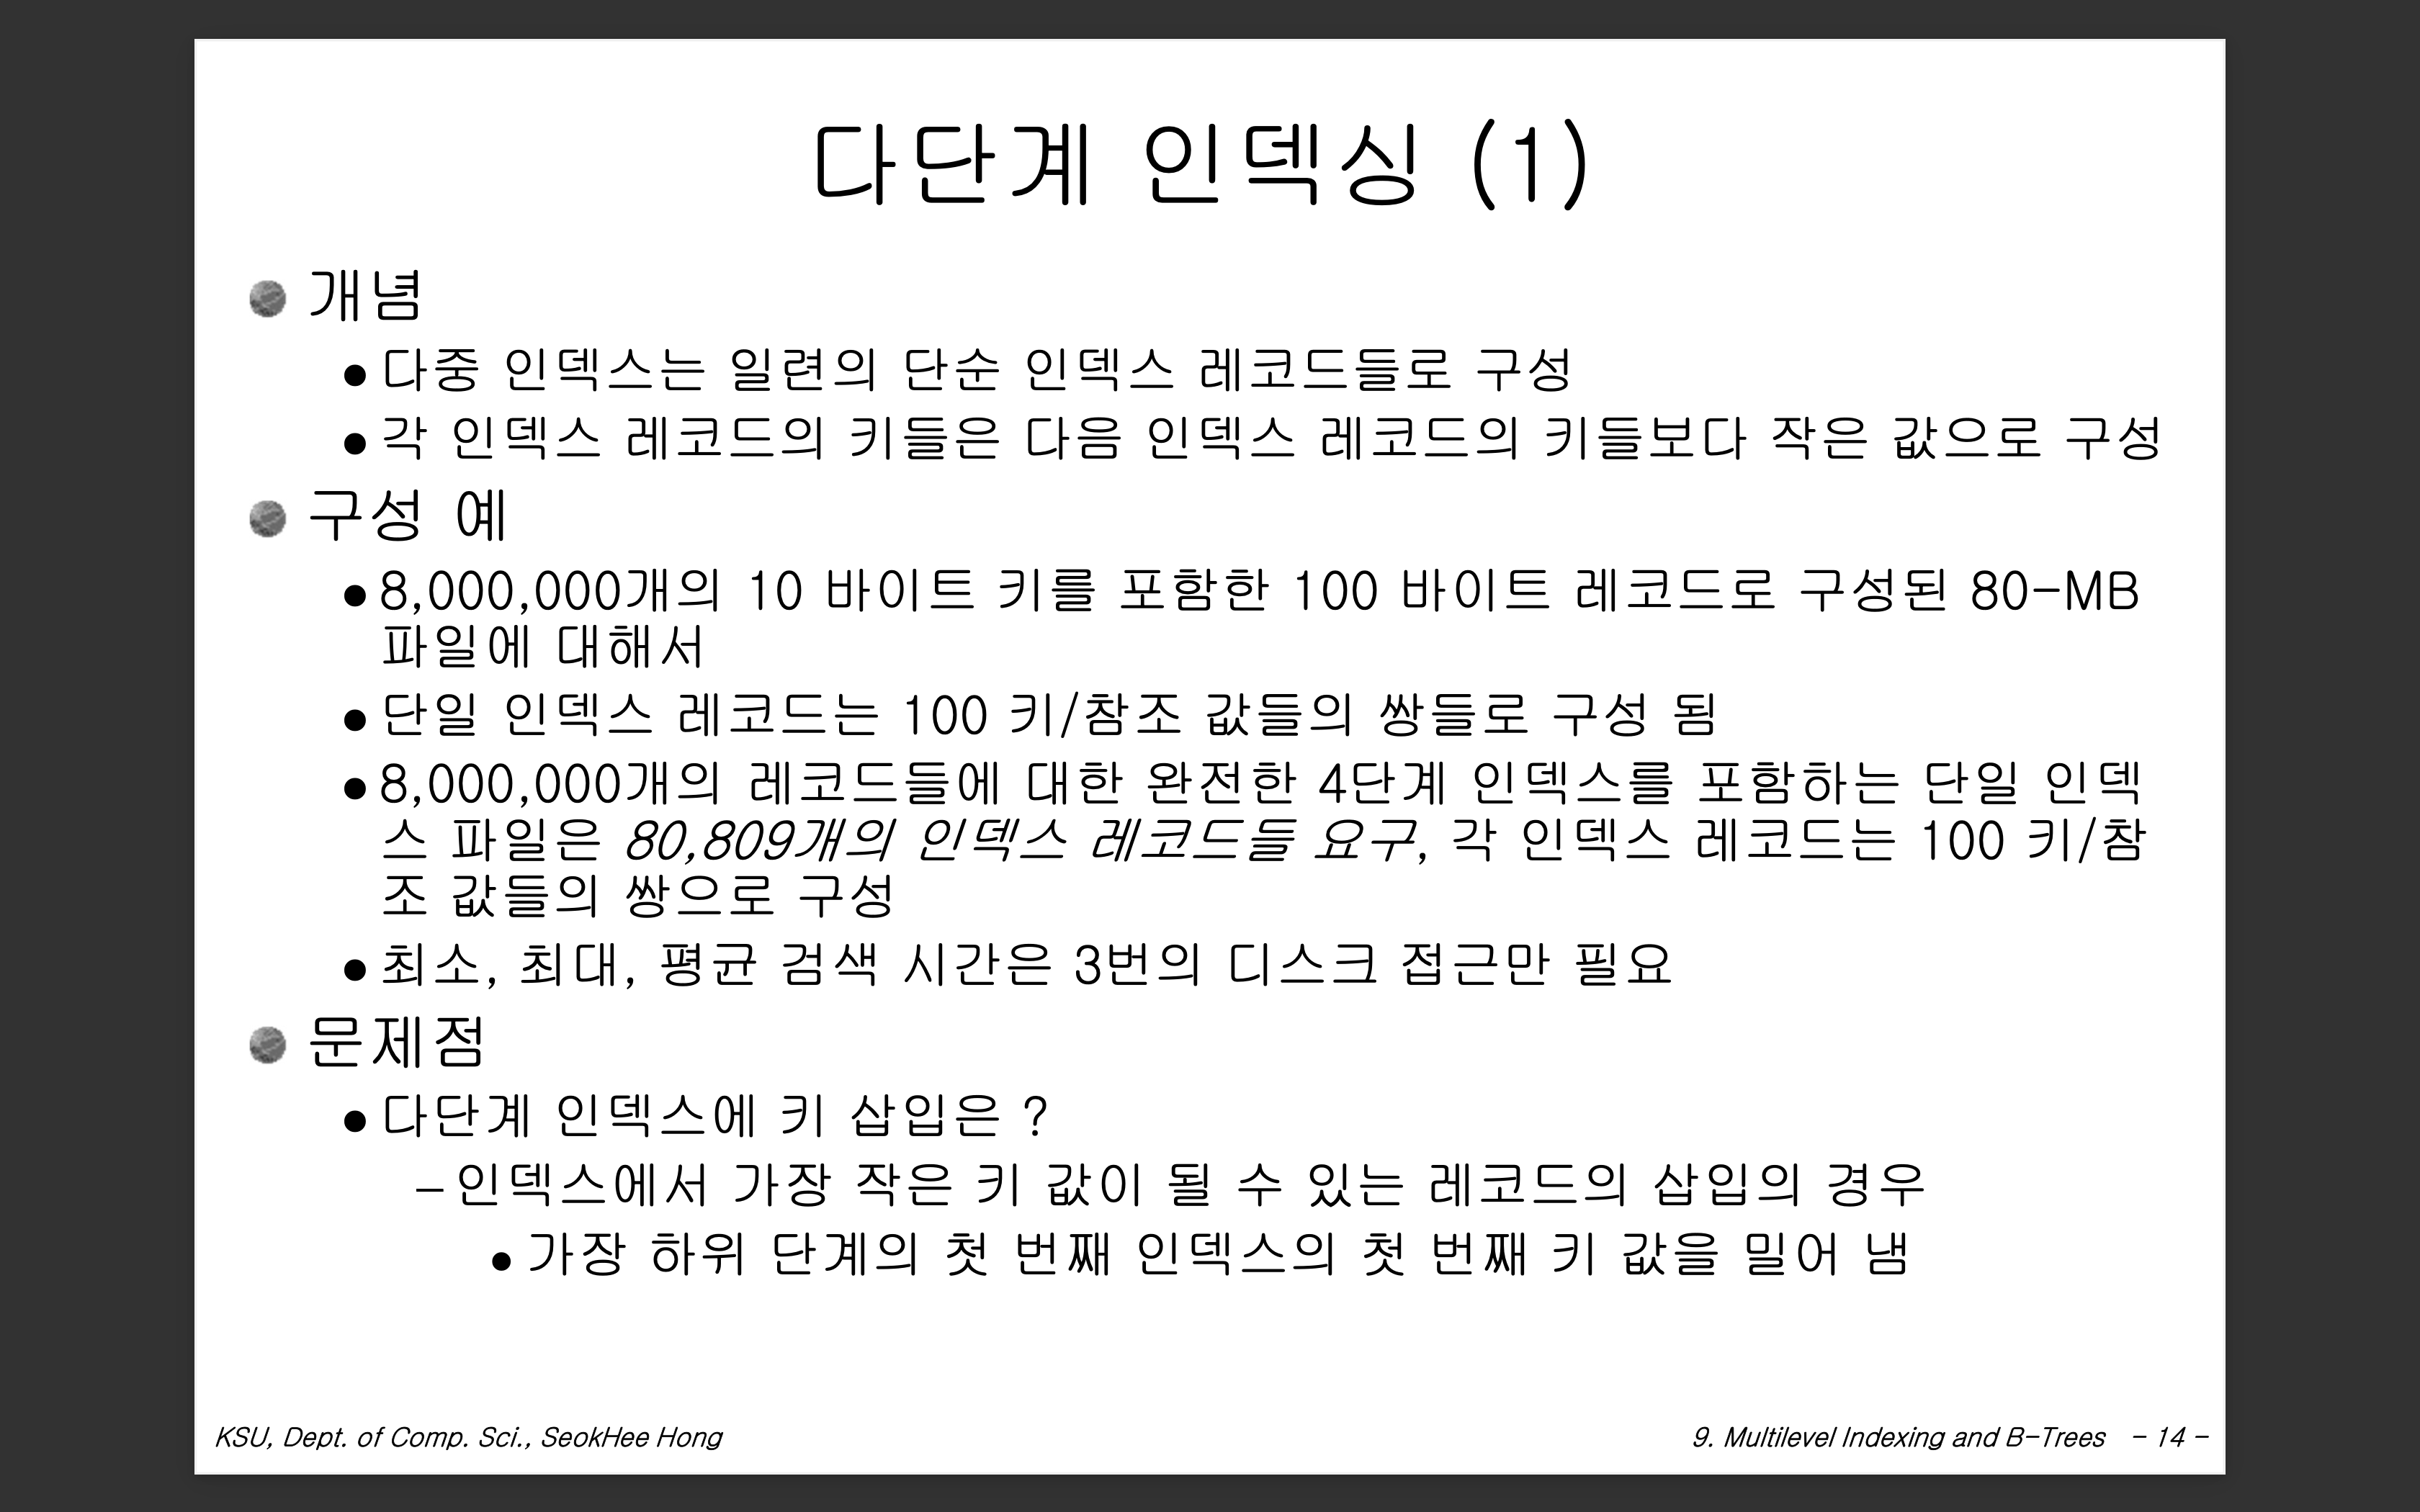 다단계 인덱싱 (1)
개념
● 다중 인덱스는 일련의 단순 인덱스 레코드들로 구성
● 각 인덱스 레코드의 키들은 다음 인덱스 레코드의 키들보다 작은 값으로 구성
구성 예
● 8,000,000개의 10 바이트 키를 포함한 100 바이트 레코드로 구성된 80-MB
파일에 대해서
● 단일 인덱스 레코드는 100 키/참조 값들의 쌍들로 구성 됨
● 8,000,000개의 레코드들에 대한 완전한 4단계 인덱스를 포함하는 단일 인덱
스 파일은 80,809개의 인덱스 레코드들 요구, 각 인덱스 레코드는 100 키/참
조 값들의 쌍으로 구성
● 최소, 최대, 평균 검색 시간은 3번의 디스크 접근만 필요
문제점
● 다단계 인덱스에 키 삽입은 ?
– 인덱스에서 가장 작은 키 값이 될 수 있는 레코드의 삽입의 경우
● 가장 하위 단계의 첫 번째 인덱스의 첫 번째 키 값을 밀어 냄
KSU, Dept. of Comp. Sci., SeokHee Hong
9. Multilevel Indexing and B-Trees - 14 -